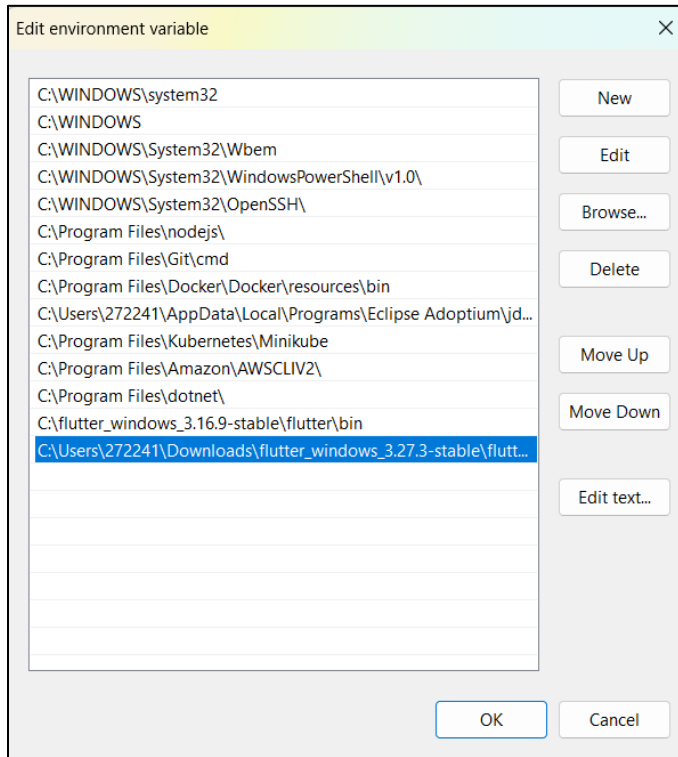 Edit environment variable
C:\WINDOWS\system32
C:\WINDOWS
C:\WINDOWS\System32\Wbem
C:\WINDOWS\System32\WindowsPowerShell\v1.0\
C:\WINDOWS\System32\OpenSSH\
C:\Program Files\nodejs\
C:\Program Files\Git\cmd
C:\Program Files\Docker\Docker\resources\bin
C:\Users\272241\AppData\Local\Programs\Eclipse Adoptium\jd...
C:\Program Files\Kubernetes\Minikube
C:\Program Files\Amazon\AWSCLIV2\
C:\Program Files\dotnet\
C:\flutter_windows_3.16.9-stable\flutter\bin
C:\Users\272241\Downloads\flutter_windows_3.27.3-stable\flutt...
New
Edit
Browse...
Delete
Move Up
Move Down
Edit text...
OK
Cancel